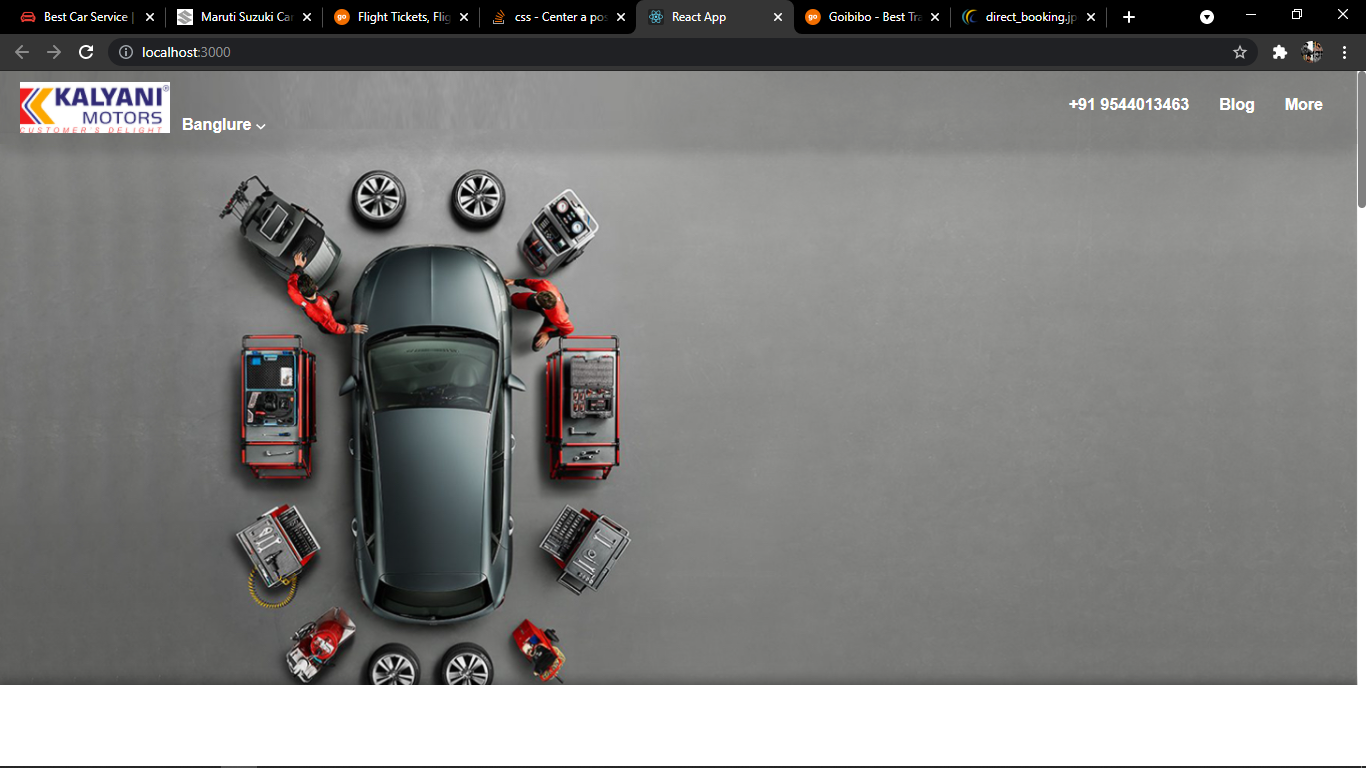 Best Car Service |
Maruti Suzuki Car
Flight Tickets, Flig
css - Center a pos
React App
Goibibo - Best Tra
direct_booking.jp
localhost:3000
KALYANI®
MOTORS
CUSTOMER'S DELIGHT
Banglure
+91 9544013463
Blog
More